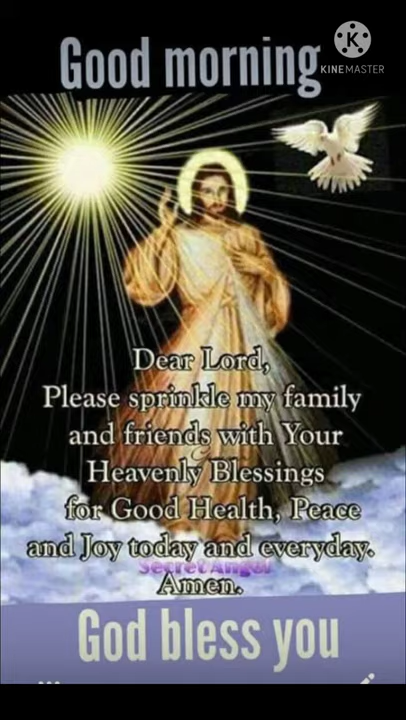 Good morning
KINEMASTER
Dear Lord,
Please sprinkle my family
and friends with Your
Heavenly Blessings
for Good Health, Peace
and Joy today and everyday.
Secret Angel
Amen.
God bless you